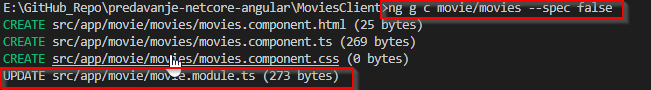 E:\GitHub_Repo\predavanje-netcore-angular\MoviesClient>ng g c movie/movies --spec false
CREATE src/app/movie/movies/movies.component.html (25 bytes)
CREATE src/app/movie/movies/movies.component.ts (269 bytes)
CREATE src/app/movie/movies/movies.component.css (0 bytes)
UPDATE src/app/movie/movie.module.ts (273 bytes)